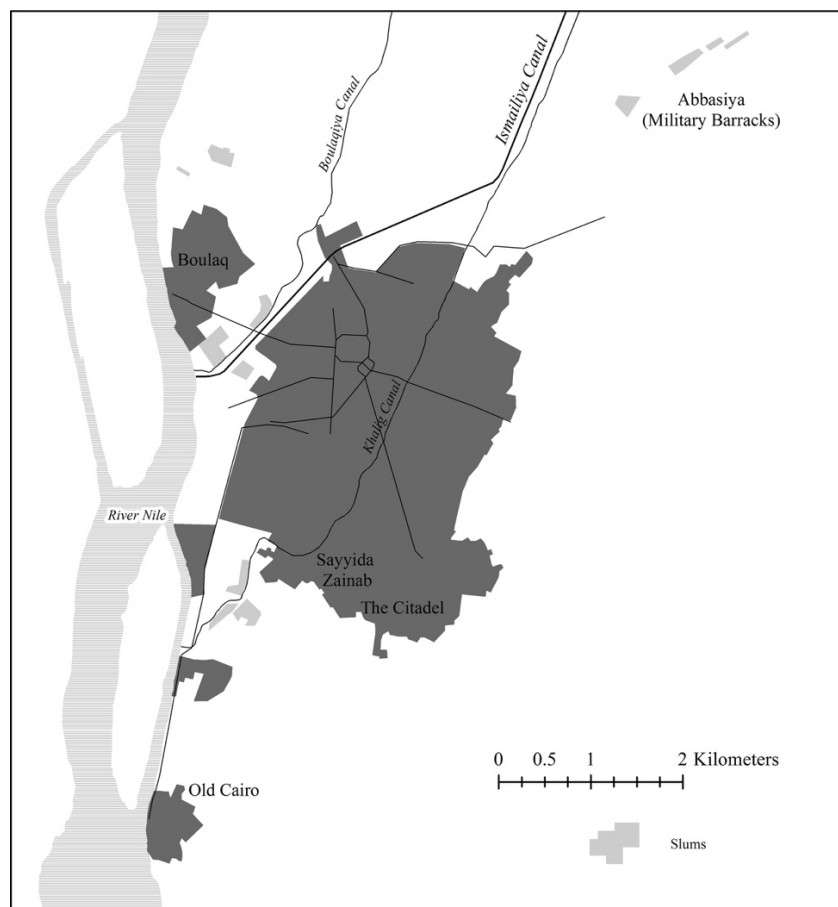 Boulaqiya Canal
Ismailiya Canal
Abbasiya
(Military Barracks)
Boulaq
Khalig Canal
River Nile
Sayyida
Zainab
The Citadel
Old Cairo
0 0.5 1 2 Kilometers
Slums